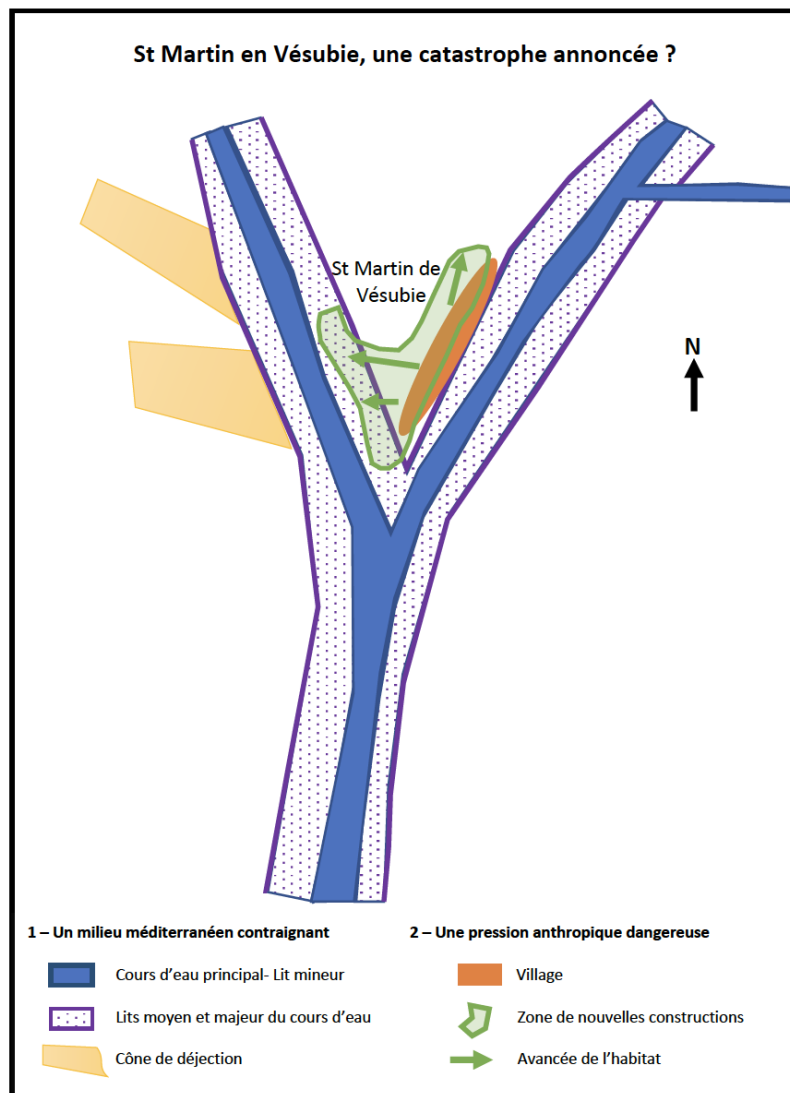 St Martin en Vésubie, une catastrophe annoncée ?
St Martin de
Vésubie
N
1 – Un milieu méditerranéen contraignant
Cours d'eau principal- Lit mineur
Lits moyen et majeur du cours d'eau
Cône de déjection
2 – Une pression anthropique dangereuse
Village
Zone de nouvelles constructions
Avancée de l'habitat